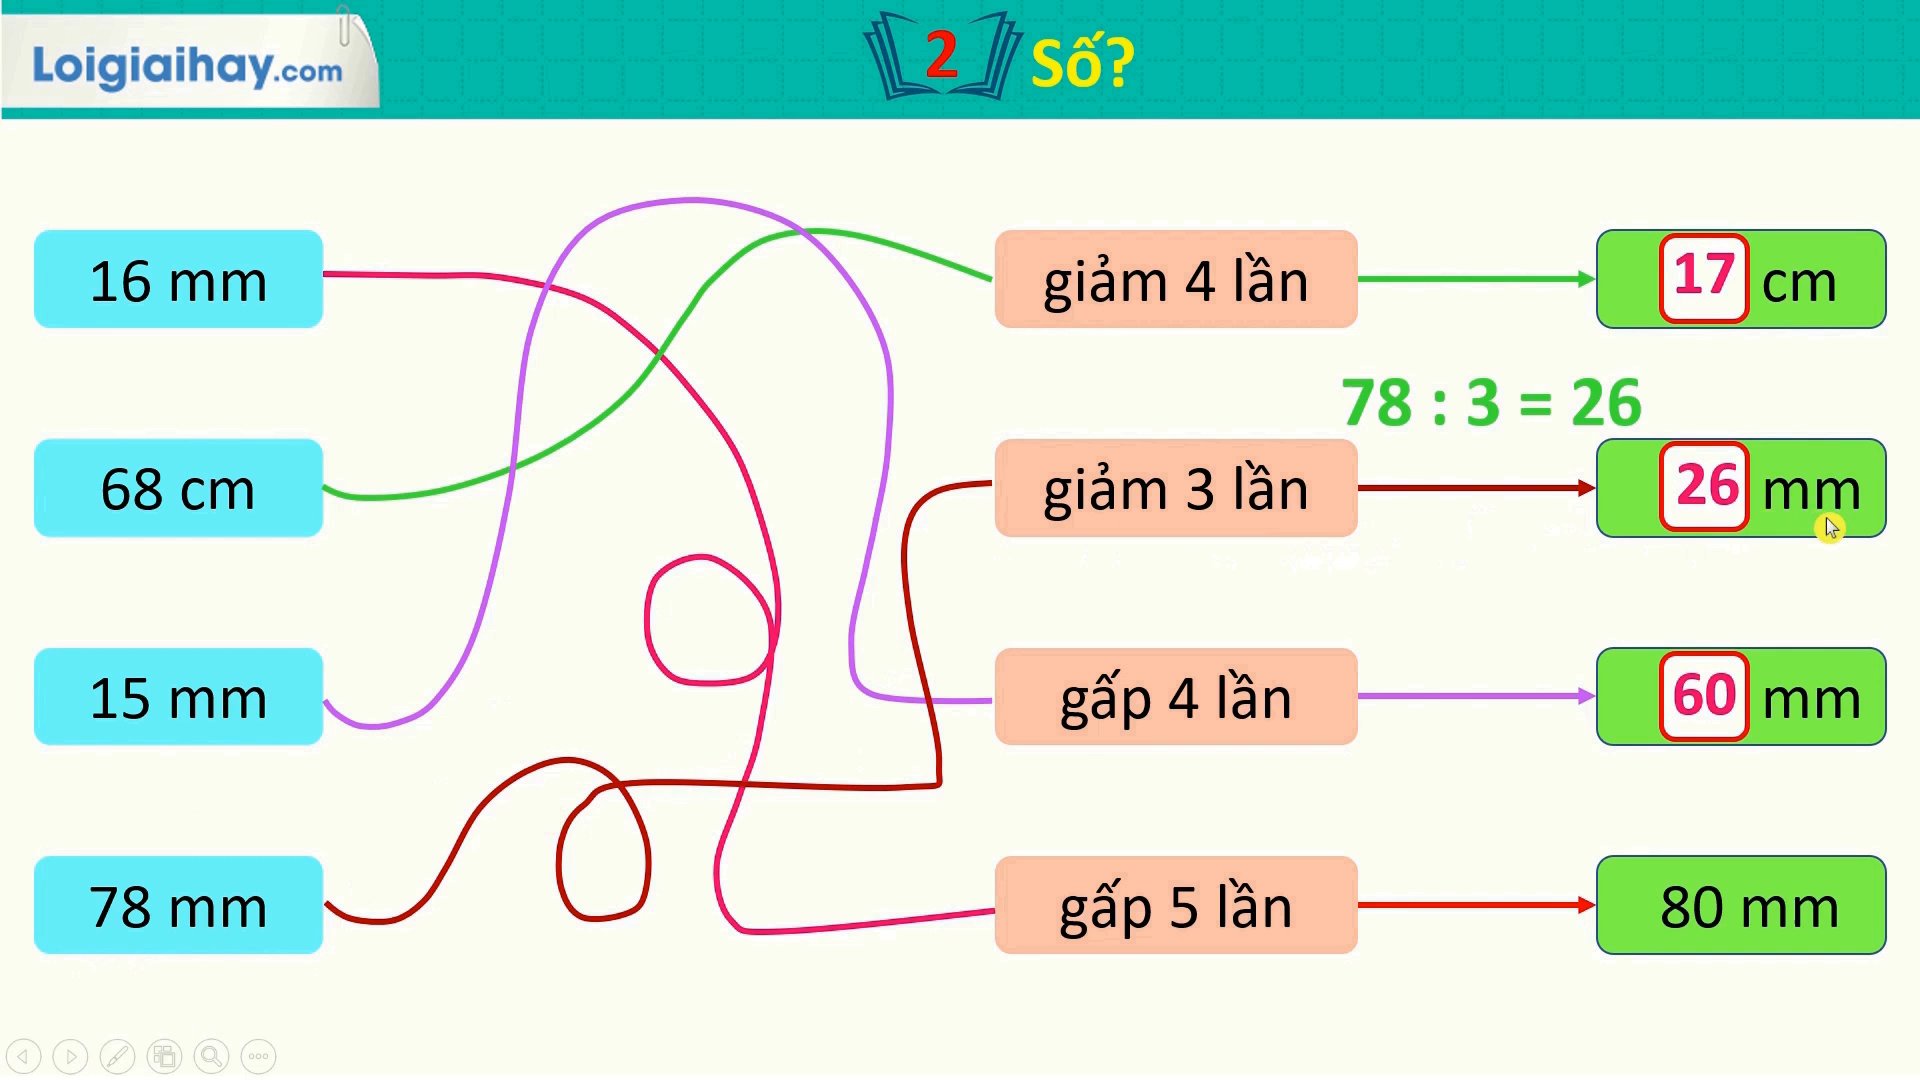 Loigiaihay.com
2 Số?
16 mm
giảm 4 lần
17 cm
78 : 3 = 26
68 cm
giảm 3 lần
26 mm
15 mm
gấp 4 lần
60 mm
78 mm
gấp 5 lần
80 mm